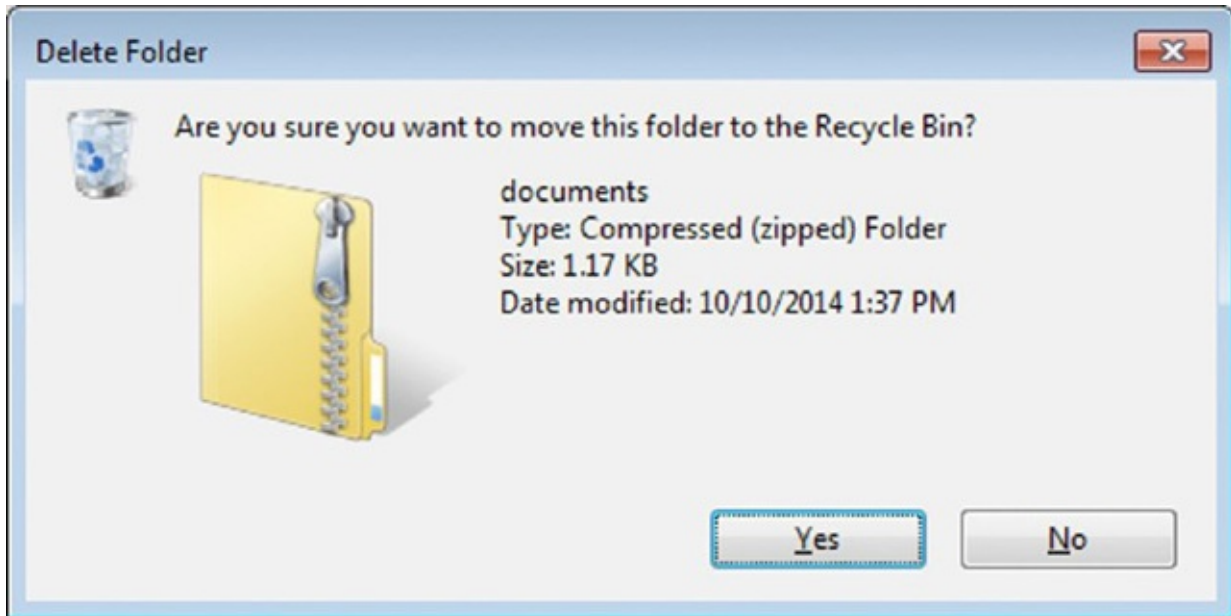 Delete Folder
Are you sure you want to move this folder to the Recycle Bin?
documents
Type: Compressed (zipped) Folder
Size: 1.17 KB
Date modified: 10/10/2014 1:37 PM
Yes
No